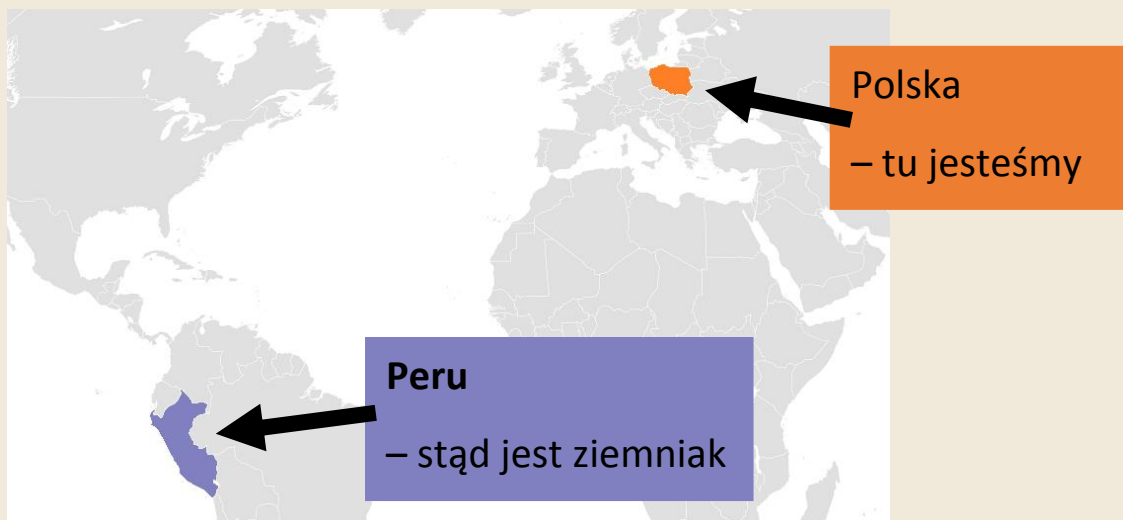 Polska
– tu jesteśmy
Peru
– stąd jest ziemniak